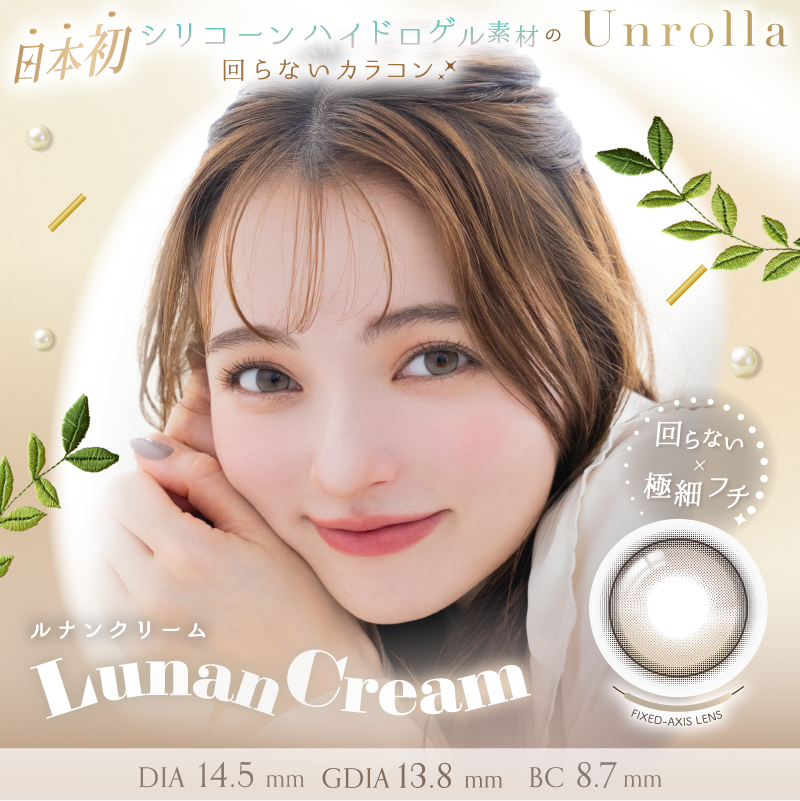 日本初 シリコーンハイドロゲル素材の Unrolla
回らないカラコン
回らない
×
極細フチ
ルナンクリーム
Lunan Cream
FIXED-AXIS LENS
DIA 14.5 mm GDIA 13.8 mm BC 8.7 mm